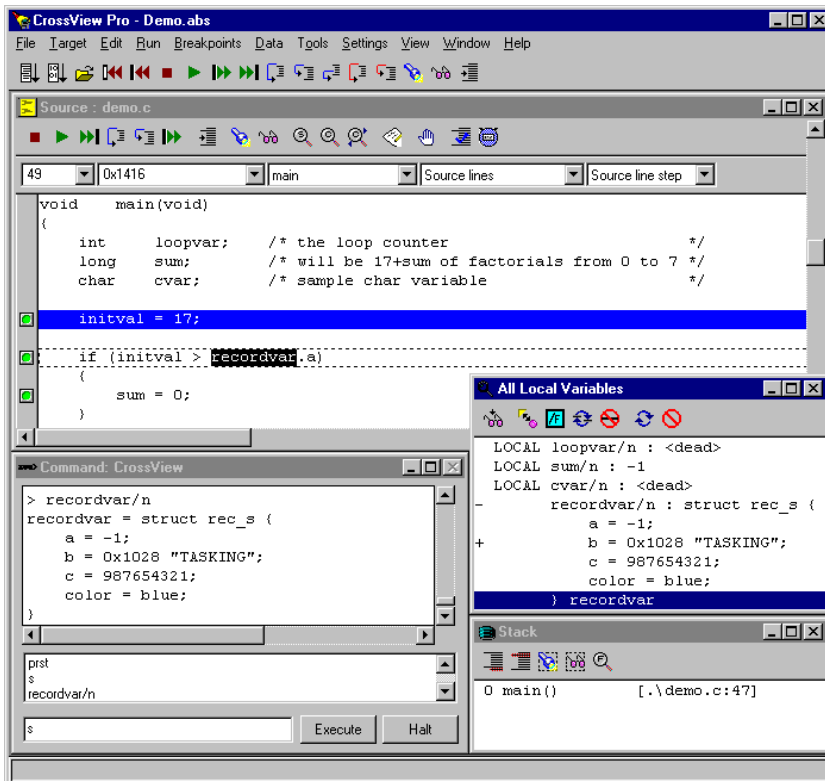 CrossView Pro - Demo.abs
File Target Edit Run Breakpoints Data Tools Settings View Window Help
Source : demo.c
49 0x1416 main Source lines Source line step
void main(void)
{
int loopvar; /* the loop counter */
long sum; /* will be 17+sum of factorials from 0 to 7 */
char cvar; /* sample char variable */
initval = 17;
if (initval > recordvar.a)
{
sum = 0;
}
Command: CrossView
> recordvar/n
recordvar = struct rec_s {
a = -1;
b = 0x1028 "TASKING";
c = 987654321;
color = blue;
}
prst
s
recordvar/n
s Execute Halt
All Local Variables
LOCAL loopvar/n : <dead>
LOCAL sum/n : -1
LOCAL cvar/n : <dead>
- recordvar/n : struct rec_s {
a = -1;
+ b = 0x1028 "TASKING";
c = 987654321;
color = blue;
} recordvar
Stack
0 main() [.\demo.c:47]